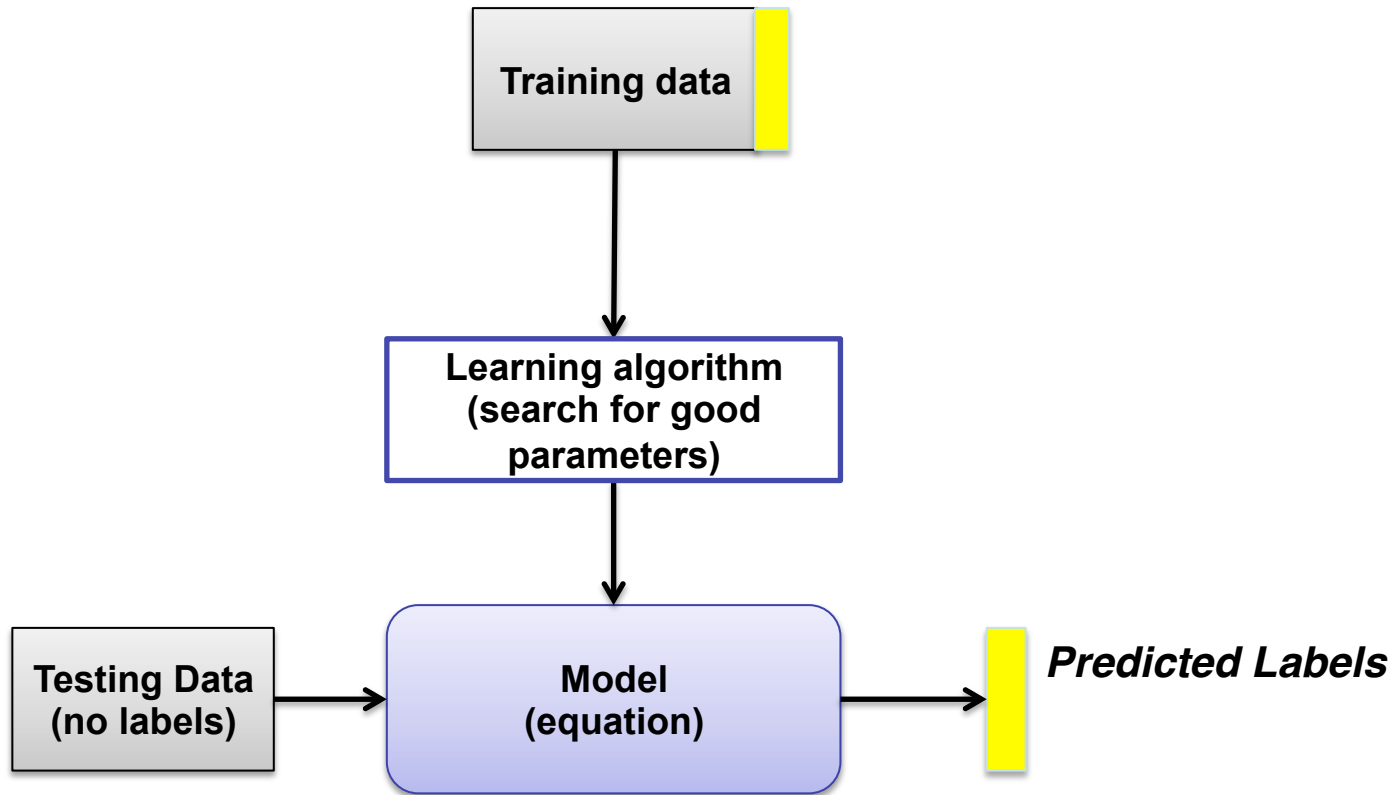 Training data
Learning algorithm
(search for good
parameters)
Testing Data
(no labels)
Model
(equation)
Predicted Labels